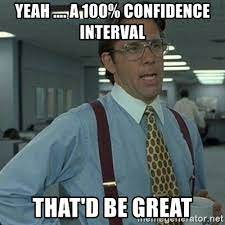 YEAH .... A 100% CONFIDENCE
INTERVAL
THAT'D BE GREAT
memegenerator.net